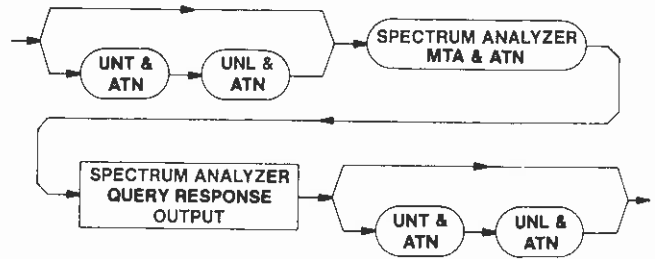 UNT &
ATN
UNL &
ATN
SPECTRUM ANALYZER
MTA & ATN
SPECTRUM ANALYZER
QUERY RESPONSE
OUTPUT
UNT &
ATN
UNL &
ATN